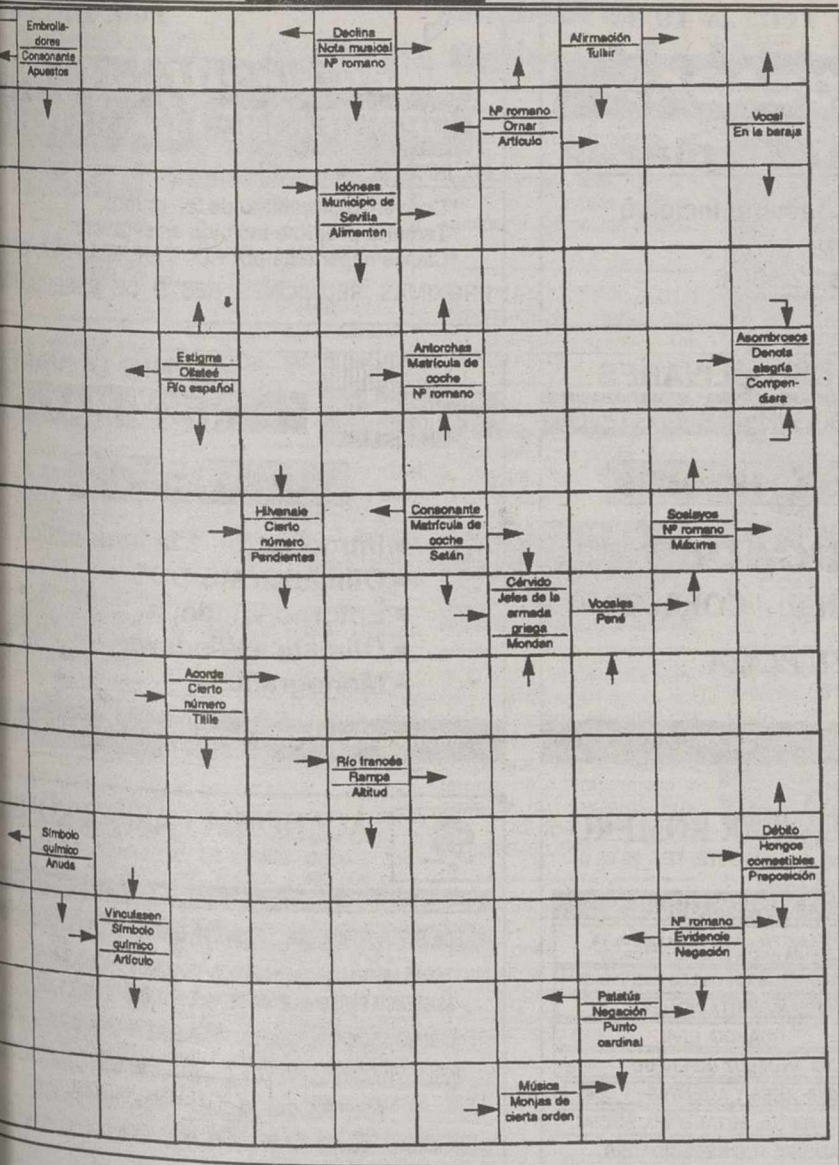 Embrolla-
dores
Consonante
Apuestos
Declina
Nota musical
Nº romano
Afirmación
Tullir
Nº romano
Ornar
Artículo
Vocal
En la baraja
Idóneas
Municipio de
Sevilla
Alimenten
Estigma
Oliateé
Río español
Antorchas
Matrícula de
coche
Nº romano
Asombrosos
Denota
alegría
Compen-
diara
Hilvanale
Cierto
número
Pendientes
Consonante
Matrícula de
coche
Satán
Soslayos
Nº romano
Máxima
Cérvido
Jefes de la
armada
griega
Mondan
Vocales
Pené
Acorde
Cierto
número
Titile
Río francés
Rampa
Altitud
Símbolo
químico
Anuda
Débito
Hongos
comestibles
Preposición
Vinculasen
Símbolo
químico
Artículo
Nº romano
Evidencie
Negación
Patatús
Negación
Punto
cardinal
Música
Monjas de
cierta orden